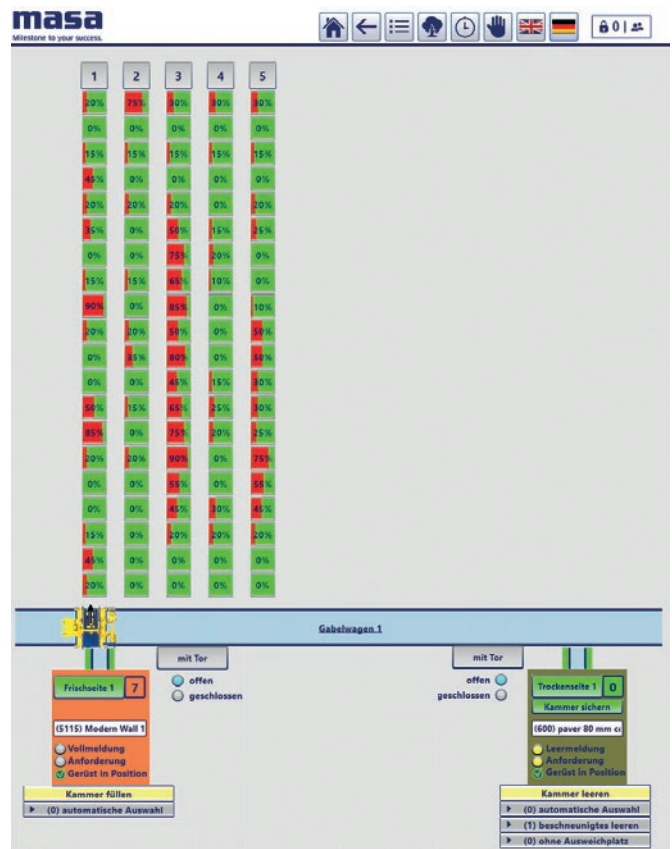 masa
Milestone to your success.
0 |
1 2 3 4 5
20% 75% 30% 30% 30%
0% 0% 0% 0% 0%
15% 15% 15% 15% 15%
45% 0% 0% 0% 0%
20% 20% 20% 0% 20%
35% 0% 50% 15% 25%
0% 0% 75% 20% 0%
15% 15% 65% 10% 0%
90% 0% 85% 0% 10%
20% 20% 50% 0% 50%
0% 35% 80% 0% 50%
0% 0% 45% 15% 30%
50% 15% 65% 25% 30%
85% 0% 75% 20% 25%
20% 20% 90% 0% 75%
0% 0% 55% 0% 55%
0% 0% 45% 30% 45%
15% 0% 20% 20% 20%
45% 0% 0% 0% 0%
20% 0% 0% 0% 0%
Gabelwagen 1
Frischseite 1 7
(5115) Modern Wall 1
Vollmeldung
Anforderung
Gerüst in Position
Kammer füllen
(0) automatische Auswahl
mit Tor
offen
geschlossen
mit Tor
offen
geschlossen
Trockenseite 1 0
Kammer sichern
(600) paver 80 mm
Leermeldung
Anforderung
Gerüst in Position
Kammer leeren
(0) automatische Auswahl
(1) beschneunigtes leeren
(0) ohne Ausweichplatz